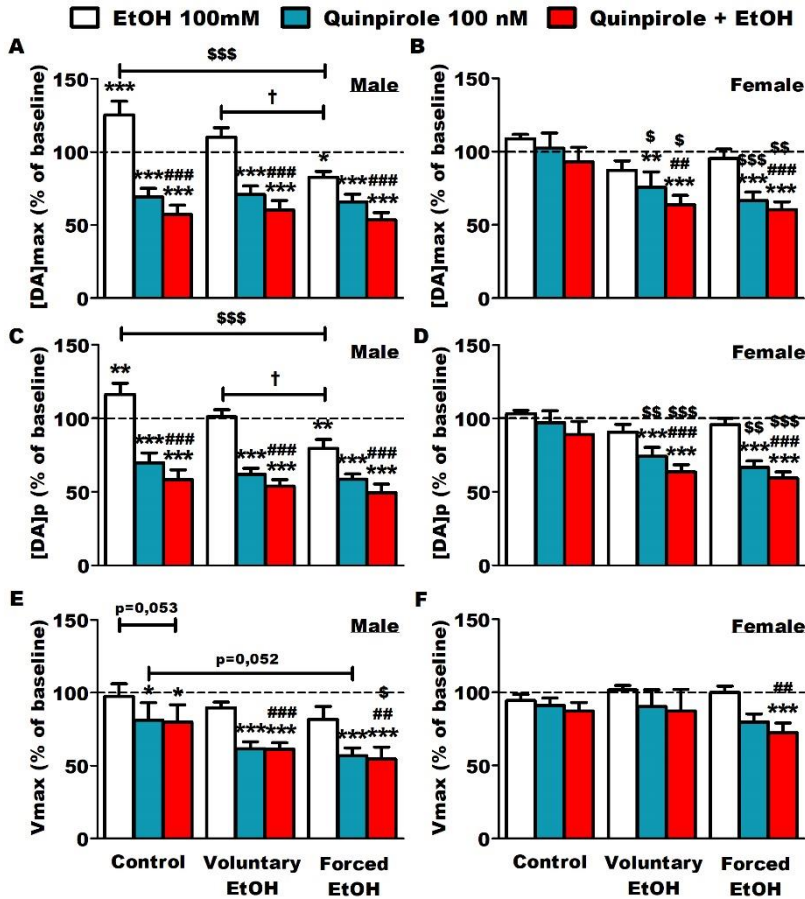 EtOH 100mM Quinpirole 100 nM Quinpirole + EtOH
A
$$$
Male
†
***
*** ###
***
*** ###
***
*
*** ###
***
150
100
50
0
[DA]max (% of baseline)
B
Female
$
**
$
##
***
$$$
***
$$
###
***
150
100
50
0
[DA]max (% of baseline)
C
$$$
Male
†
**
*** ###
***
*** ###
***
**
*** ###
***
150
100
50
0
[DA]p (% of baseline)
D
Female
$$
***
$$$
###
***
$$
***
$$$
###
***
150
100
50
0
[DA]p (% of baseline)
E
p=0,053
Male
p=0,052
*
*
***
###
***
***
$
##
***
150
100
50
0
Vmax (% of baseline)
Control
Voluntary
EtOH
Forced
EtOH
F
Female
##
***
150
100
50
0
Vmax (% of baseline)
Control
Voluntary
EtOH
Forced
EtOH